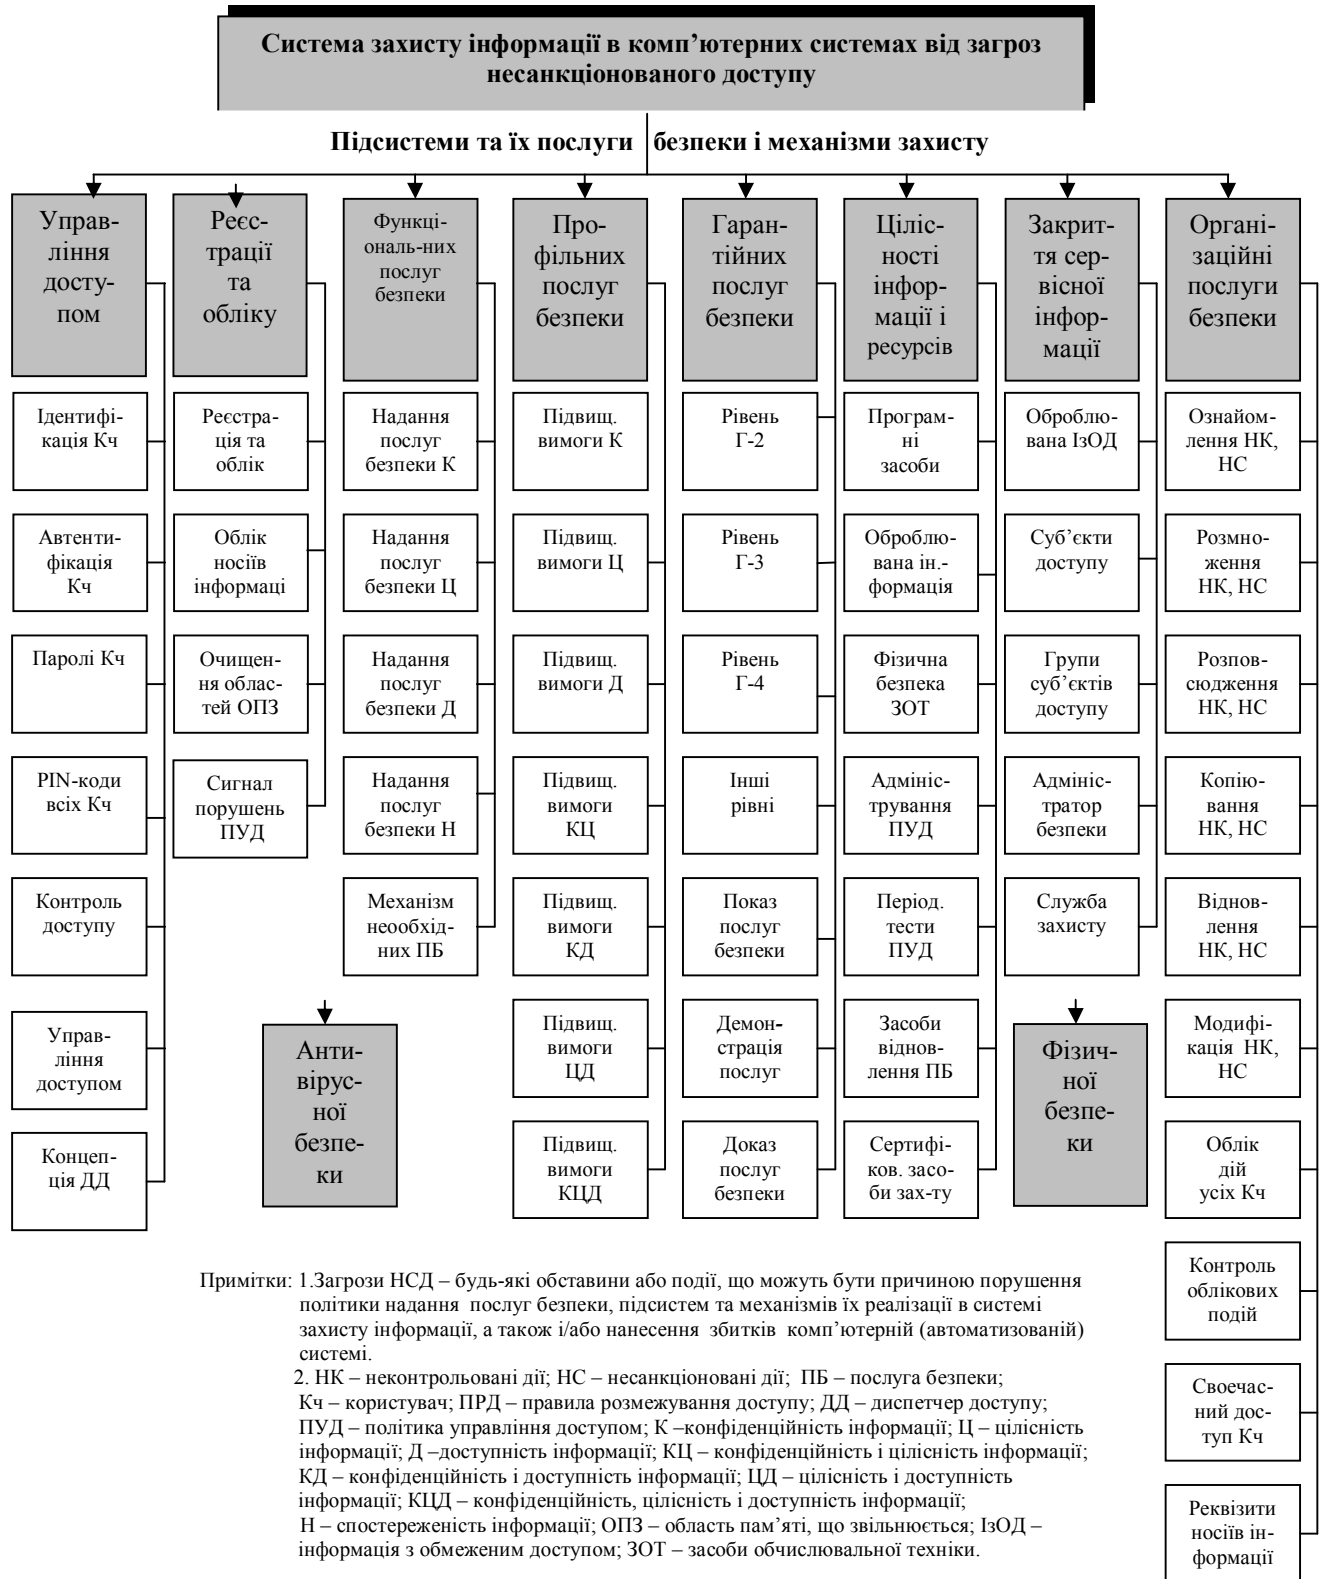 Система захисту інформації в комп’ютерних системах від загроз
несанкціонованого доступу
Підсистеми та їх послуги безпеки і механізми захисту
Управ-
ління
досту-
пом
Реєс-
трації
та
обліку
Функці-
ональ-них
послуг
безпеки
Про-
фільних
послуг
безпеки
Гаран-
тійних
послуг
безпеки
Ціліс-
ності
інфор-
мації і
ресурсів
Закрит-
тя сер-
вісної
інфор-
мації
Органі-
заційні
послуги
безпеки
Ідентифі-
кація Кч
Автенти-
фікація
Кч
Паролі Кч
PIN-коди
всіх Кч
Контроль
доступу
Управ-
ління
доступом
Концеп-
ція ДД
Реєстра-
ція та
облік
Облік
носіїв
інформаці
Очищен-
ня облас-
тей ОПЗ
Сигнал
порушень
ПУД
Надання
послуг
безпеки К
Надання
послуг
безпеки Ц
Надання
послуг
безпеки Д
Надання
послуг
безпеки Н
Механізм
необхід-
них ПБ
Анти-
вірус-
ної
безпе-
ки
Підвищ.
вимоги К
Підвищ.
вимоги Ц
Підвищ.
вимоги Д
Підвищ.
вимоги
КЦ
Підвищ.
вимоги
КД
Підвищ.
вимоги
ЦД
Підвищ.
вимоги
КЦД
Рівень
Г-2
Рівень
Г-3
Рівень
Г-4
Інші
рівні
Показ
послуг
безпеки
Демон-
страція
послуг
Доказ
послуг
безпеки
Програм-
ні
засоби
Оброблю-
вана ін.-
формація
Фізична
безпека
ЗОТ
Адмініс-
трування
ПУД
Період.
тести
ПУД
Засоби
віднов-
лення ПБ
Сертифі-
ков. засо-
би зах-ту
Оброблю-
вана ІзОД
Суб’єкти
доступу
Групи
суб’єктів
доступу
Адміні-
стратор
безпеки
Служба
захисту
Фізич-
ної
безпе-
ки
Ознайом-
лення НК,
НС
Розмно-
ження
НК, НС
Розпов-
сюдження
НК, НС
Копію-
вання
НК, НС
Віднов-
лення
НК, НС
Модифі-
кація НК,
НС
Облік
дій
усіх Кч
Контроль
облікових
подій
Своечас-
ний дос-
туп Кч
Реквізити
носіїв ін-
формації
Примітки: 1.Загрози НСД – будь-які обставини або події, що можуть бути причиною порушення
політики надання послуг безпеки, підсистем та механізмів їх реалізації в системі
захисту інформації, а також і/або нанесення збитків комп’ютерній (автоматизованій)
системі.
2. НК – неконтрольовані дії; НС – несанкціоновані дії; ПБ – послуга безпеки;
Кч – користувач; ПРД – правила розмежування доступу; ДД – диспетчер доступу;
ПУД – політика управління доступом; К –конфіденційність інформації; Ц – цілісність
інформації; Д –доступність інформації; КЦ – конфіденційність і цілісність інформації;
КД – конфіденційність і доступність інформації; ЦД – цілісність і доступність
інформації; КЦД – конфіденційність, цілісність і доступність інформації;
Н – спостереженість інформації; ОПЗ – область пам’яті, що звільнюється; ІзОД –
інформація з обмеженим доступом; ЗОТ – засоби обчислювальної техніки.